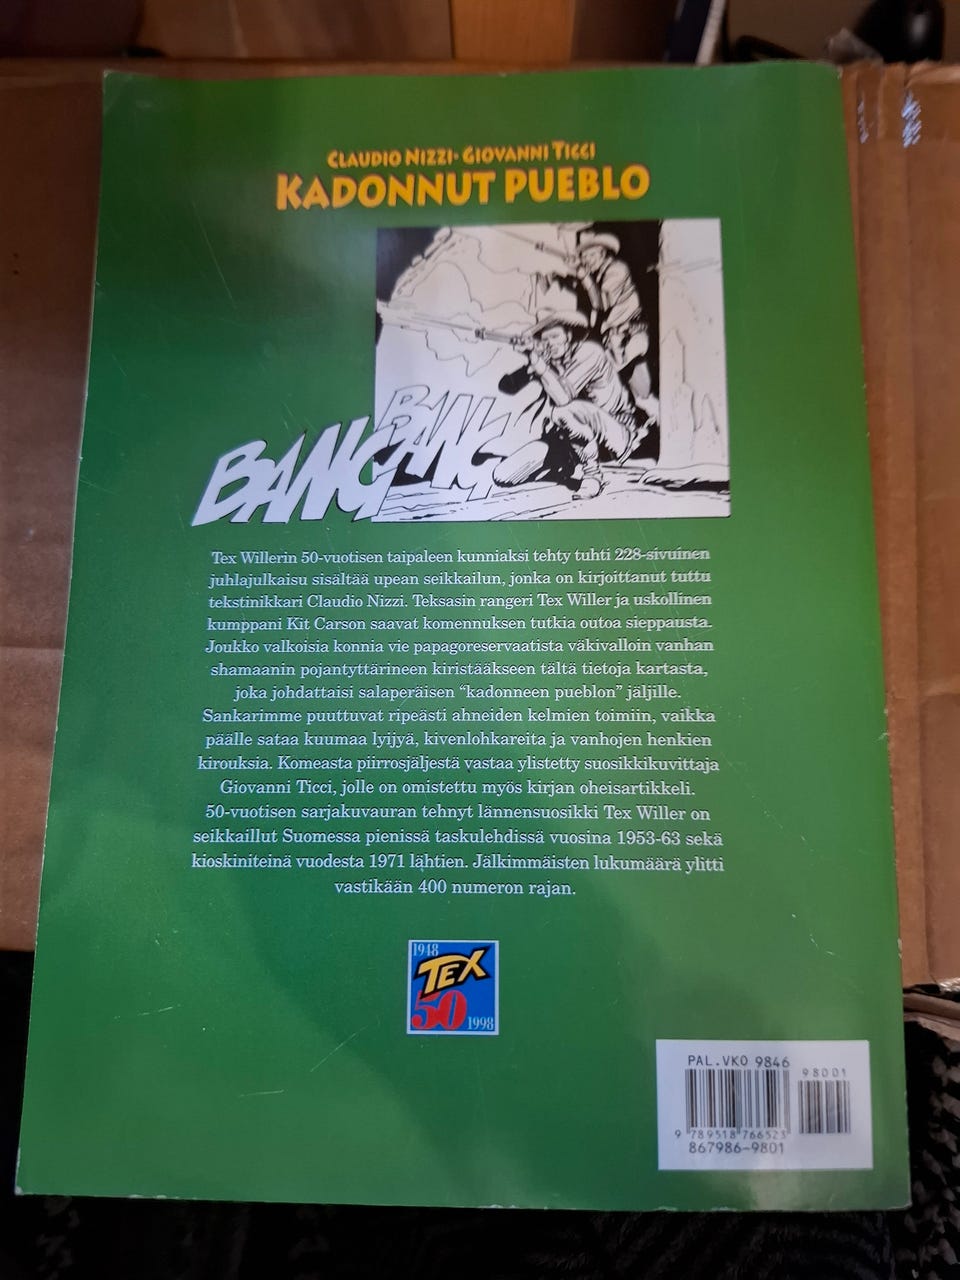 CLAUDIO NIZZI • GIOVANNI TICCI
KADONNUT PUEBLO
BANG
BANG
Tex Willerin 50-vuotisen taipaleen kunniaksi tehty tuhti 228-sivuinen
juhlajulkaisu sisältää upean seikkailun, jonka on kirjoittanut tuttu
tekstinikkari Claudio Nizzi. Teksasin rangeri Tex Willer ja uskollinen
kumppani Kit Carson saavat komennuksen tutkia outoa sieppausta.
Joukko valkoisia konnia vie papagoreservaatista väkivalloin vanhan
shamaanin pojantyttärineen kiristääkseen tältä tietoja kartasta,
joka johdattaisi salaperäisen “kadonneen pueblon” jäljille.
Sankarimme puuttuvat ripeästi ahneiden kelmien toimiin, vaikka
päälle sataa kuumaa lyijyä, kivenlohkareita ja vanhojen henkien
kirouksia. Komeasta piirrosjäljestä vastaa ylistetty suosikkikuvittaja
Giovanni Ticci, jolle on omistettu myös kirjan oheisartikkeli.
50-vuotisen sarjakuvauran tehnyt lännensuosikki Tex Willer on
seikkaillut Suomessa pienissä taskulehdissä vuosina 1953-63 sekä
kioskiniteinä vuodesta 1971 lähtien. Jälkimmäisten lukumäärä ylitti
vastikään 400 numeron rajan.
1948
TEX
50
1998
PAL.VKO 9846
98001
9 789518 766523
867986-9801